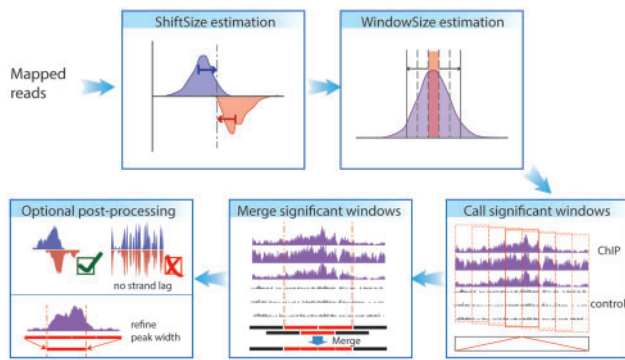 ShiftSize estimation
WindowSize estimation
Mapped
reads
Optional post-processing
no strand lag
refine
peak width
Merge significant windows
Merge
Call significant windows
ChIP
control